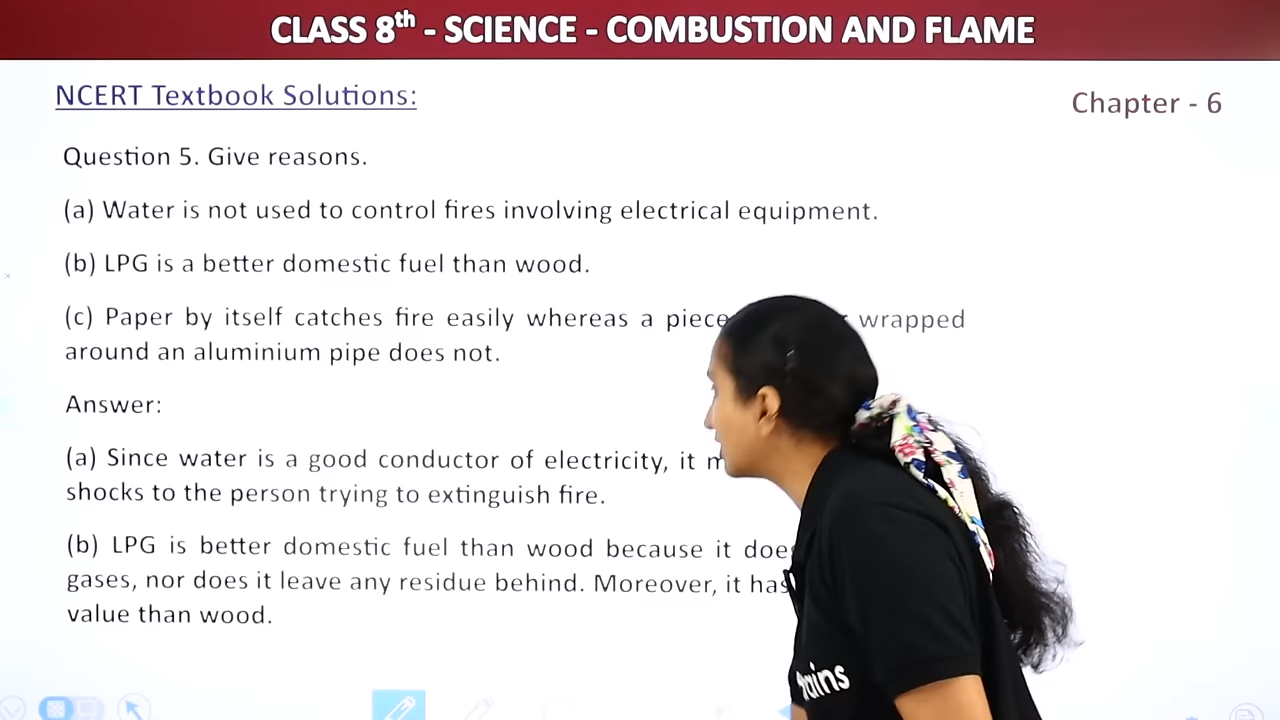 CLASS 8th - SCIENCE - COMBUSTION AND FLAME
NCERT Textbook Solutions:
Chapter - 6
Question 5. Give reasons.
(a) Water is not used to control fires involving electrical equipment.
(b) LPG is a better domestic fuel than wood.
(c) Paper by itself catches fire easily whereas a piece wrapped
around an aluminium pipe does not.
Answer:
(a) Since water is a good conductor of electricity, it
shocks to the person trying to extinguish fire.
(b) LPG is better domestic fuel than wood because it
gases, nor does it leave any residue behind. Moreover, it has
value than wood.